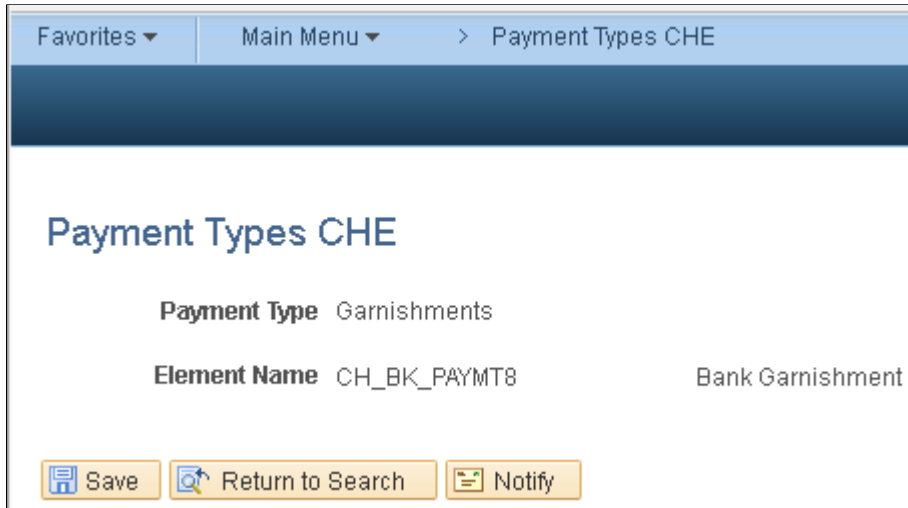 Favorites Main Menu > Payment Types CHE
Payment Types CHE
Payment Type Garnishments
Element Name CH_BK_PAYMT8 Bank Garnishment
Save Return to Search Notify